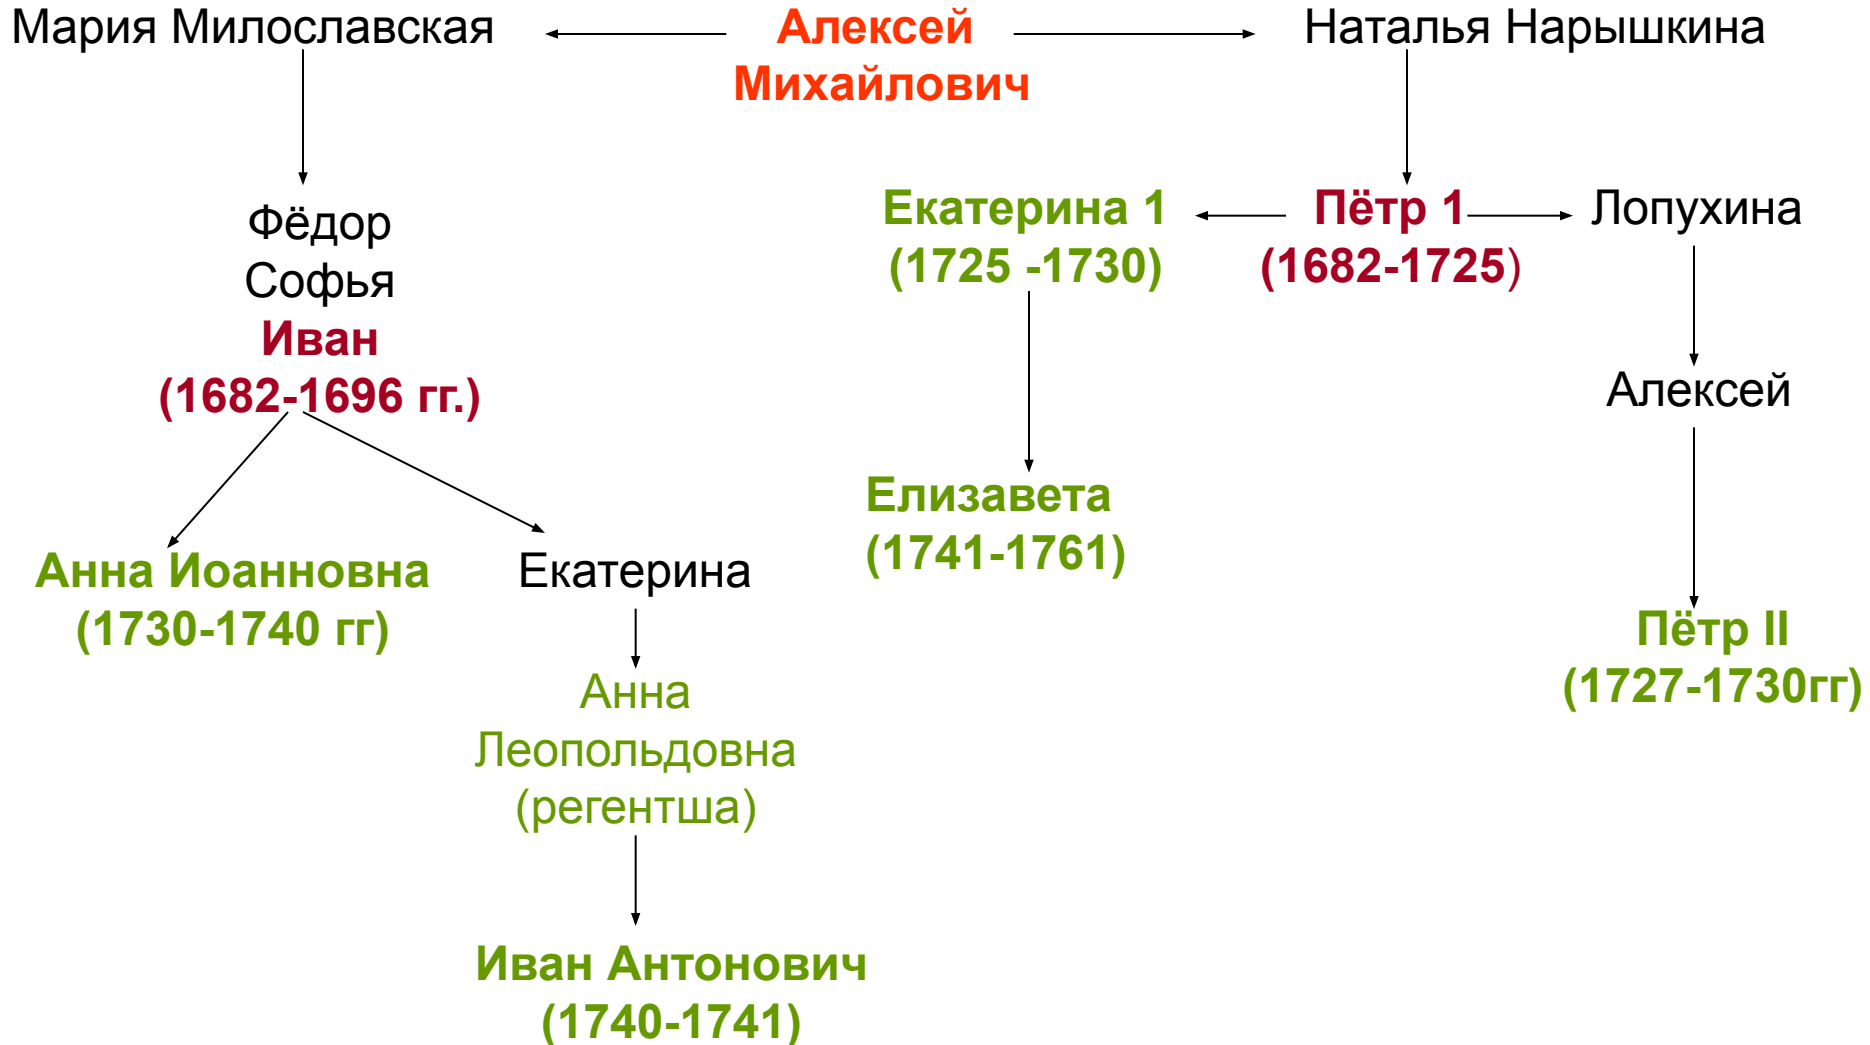 Мария Милославская
Алексей
Михайлович
Наталья Нарышкина
Фёдор
Софья
Иван
(1682-1696 гг.)
Екатерина 1
(1725 -1730)
Пётр 1
(1682-1725)
Лопухина
Алексей
Елизавета
(1741-1761)
Анна Иоанновна
(1730-1740 гг)
Екатерина
Пётр II
(1727-1730гг)
Анна
Леопольдовна
(регентша)
Иван Антонович
(1740-1741)